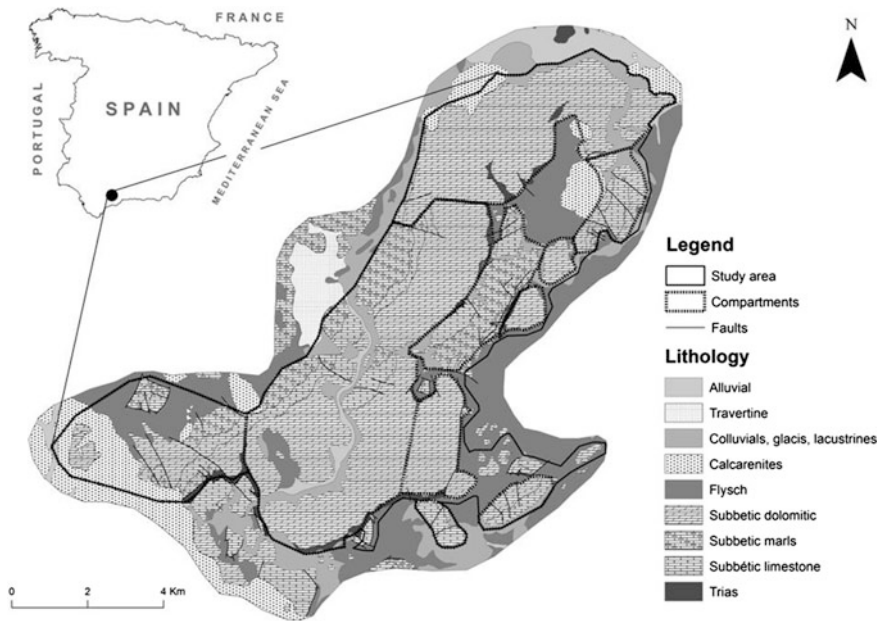 FRANCE
N
PORTUGAL
SPAIN
MEDITERRANEAN SEA
Legend
Study area
Compartments
Faults
Lithology
Alluvial
Travertine
Colluvials, glacis, lacustrines
Calcarenites
Flysch
Subbetic dolomitic
Subbetic marls
Subbétic limestone
Trias
0 2 4 Km